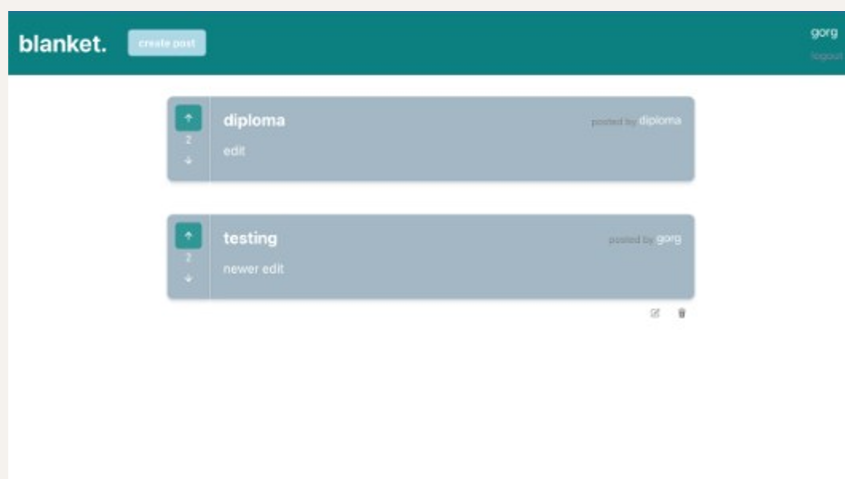 blanket.
create post
gorg
logout
diploma
posted by diploma
2
edit
testing
posted by gorg
2
newer edit